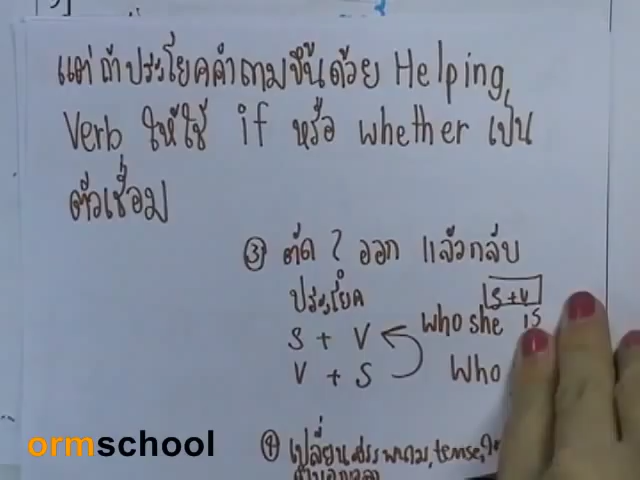 แต่ถ้าประโยคคำถามขึ้นด้วย Helping
Verb ให้ใช้ if หรือ whether เป็น
ตัวเชื่อม
③ ตัด ? ออก แล้วกลับ
ประโยค
S + V
S + V
who she is
V + S
Who
④ เปลี่ยนสรรพนาม, tense,
ormschool